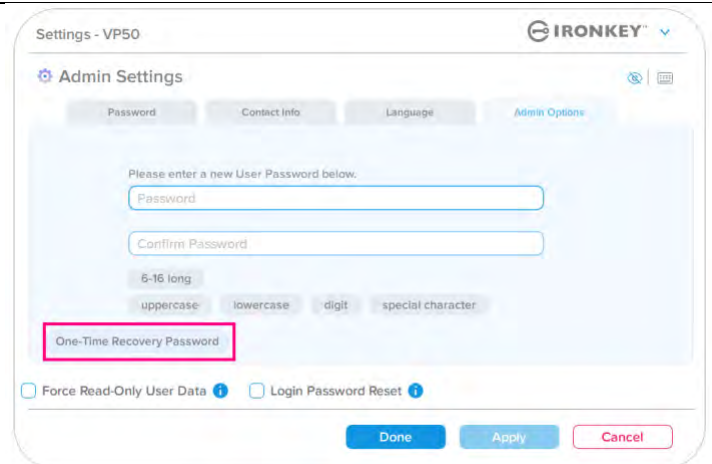 Settings - VP50
IRONKEY™
Admin Settings
Password Contact Info Language Admin Options
Please enter a new User Password below.
Password
Confirm Password
6-16 long
uppercase lowercase digit special character
One-Time Recovery Password
Force Read-Only User Data Login Password Reset
Done Apply Cancel